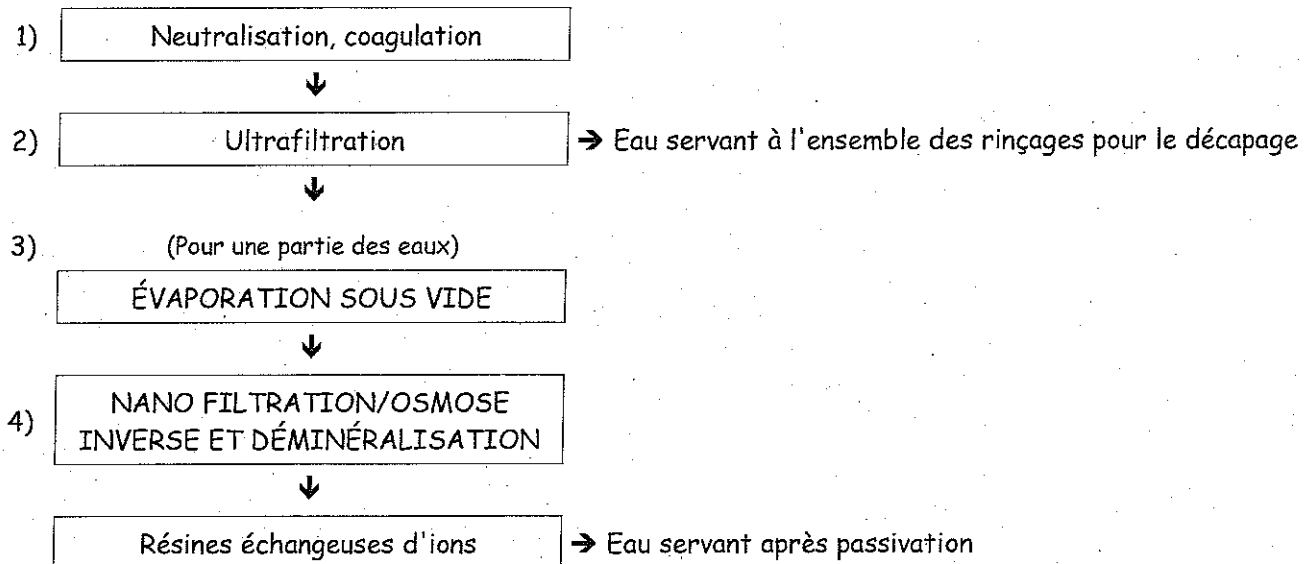 1) Neutralisation, coagulation
2) Ultrafiltration → Eau servant à l'ensemble des rinçages pour le décapage
3) (Pour une partie des eaux)
ÉVAPORATION SOUS VIDE
4) NANO FILTRATION/OSMOSE
INVERSE ET DÉMINÉRALISATION
Résines échangeuses d'ions → Eau servant après passivation